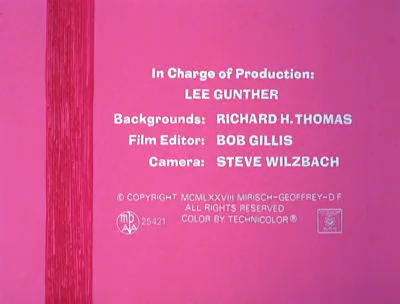 In Charge of Production:
LEE GUNTHER
Backgrounds: RICHARD H. THOMAS
Film Editor: BOB GILLIS
Camera: STEVE WILZBACH
© COPYRIGHT MCMLXXVIII MIRISCH-GEOFFREY-D F
ALL RIGHTS RESERVED
25421 COLOR BY TECHNICOLOR®